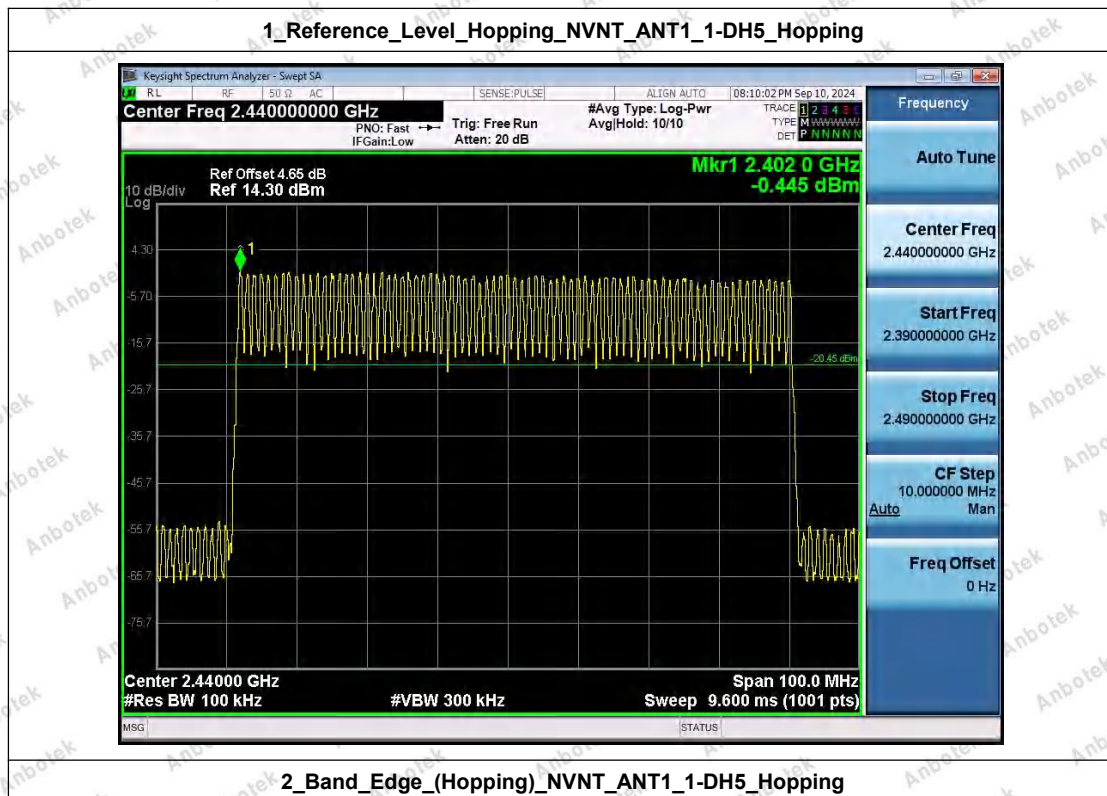 1_Reference_Level_Hopping_NVNT_ANT1_1-DH5_Hopping
Keysight Spectrum Analyzer - Swept SA
RL RF 50 Ω AC SENSE:PULSE ALIGN AUTO 08:10:02 PM Sep 10, 2024
Center Freq 2.440000000 GHz
PNO: Fast
IFGain:Low
Trig: Free Run
Atten: 20 dB
#Avg Type: Log-Pwr
Avg|Hold: 10/10
TRACE 1 2 3 4 5 6
TYPE M WWWWW
DET P N N N N N
Frequency
Auto Tune
Center Freq
2.440000000 GHz
Start Freq
2.390000000 GHz
Stop Freq
2.490000000 GHz
CF Step
10.000000 MHz
Auto Man
Freq Offset
0 Hz
Mkr1 2.402 0 GHz
-0.445 dBm
Ref Offset 4.65 dB
10 dB/div Ref 14.30 dBm
Log
1
4.30
-5.70
-15.7
-20.45 dBm
-25.7
-35.7
-45.7
-55.7
-65.7
-75.7
Center 2.44000 GHz Span 100.0 MHz
#Res BW 100 kHz #VBW 300 kHz Sweep 9.600 ms (1001 pts)
MSG STATUS
2_Band_Edge_(Hopping)_NVNT_ANT1_1-DH5_Hopping
Anbotek